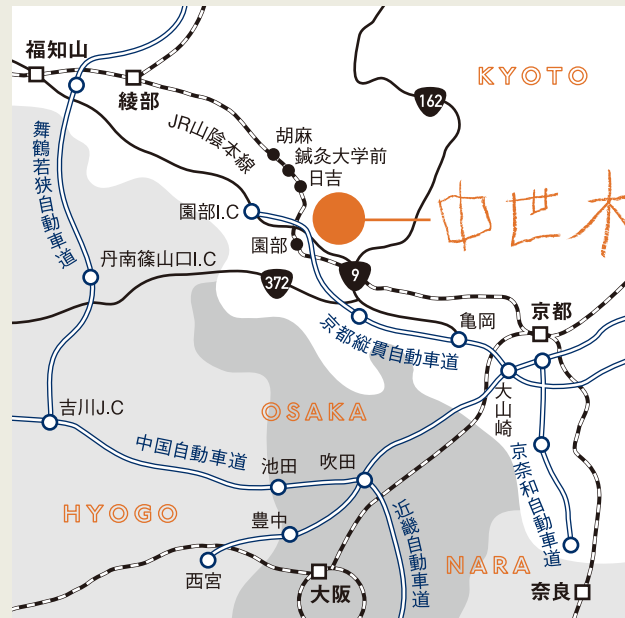 福知山
綾部
KYOTO
162
舞鶴若狭自動車道
JR山陰本線
胡麻
鍼灸大学前
日吉
園部I.C
中世木
園部
丹南篠山口I.C
372
9
京都
亀岡
京都縦貫自動車道
大山崎
吉川J.C
OSAKA
中国自動車道
池田
吹田
京奈和自動車道
HYOGO
豊中
近畿自動車道
西宮
NARA
大阪
奈良